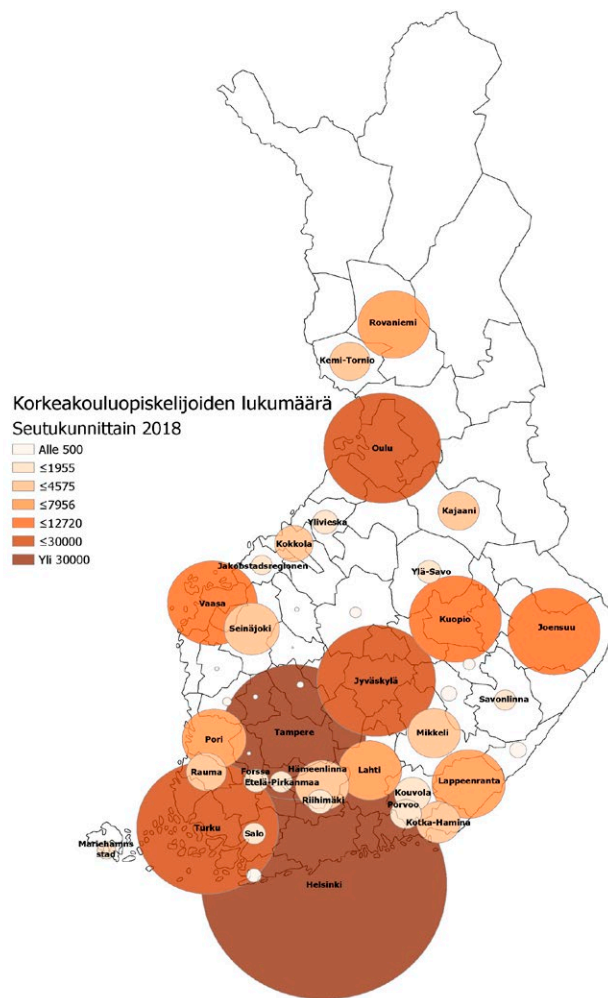 Rovaniemi
Kemi-Tornio
Korkeakouluopiskelijoiden lukumäärä
Seutukunnittain 2018
Alle 500
≤1955
≤4575
≤7956
≤12720
≤30000
Yli 30000
Oulu
Kajaani
Ylivieska
Kokkola
Jakobstadsregionen
Ylä-Savo
Vaasa
Kuopio
Seinäjoki
Joensuu
Jyväskylä
Savonlinna
Tampere
Mikkeli
Pori
Rauma
Forssa
Hämeenlinna
Lahti
Etelä-Pirkanmaa
Lappeenranta
Kouvola
Riihimäki
Porvoo
Kotka-Hamina
Turku
Salo
Mariehamns
stad
Helsinki